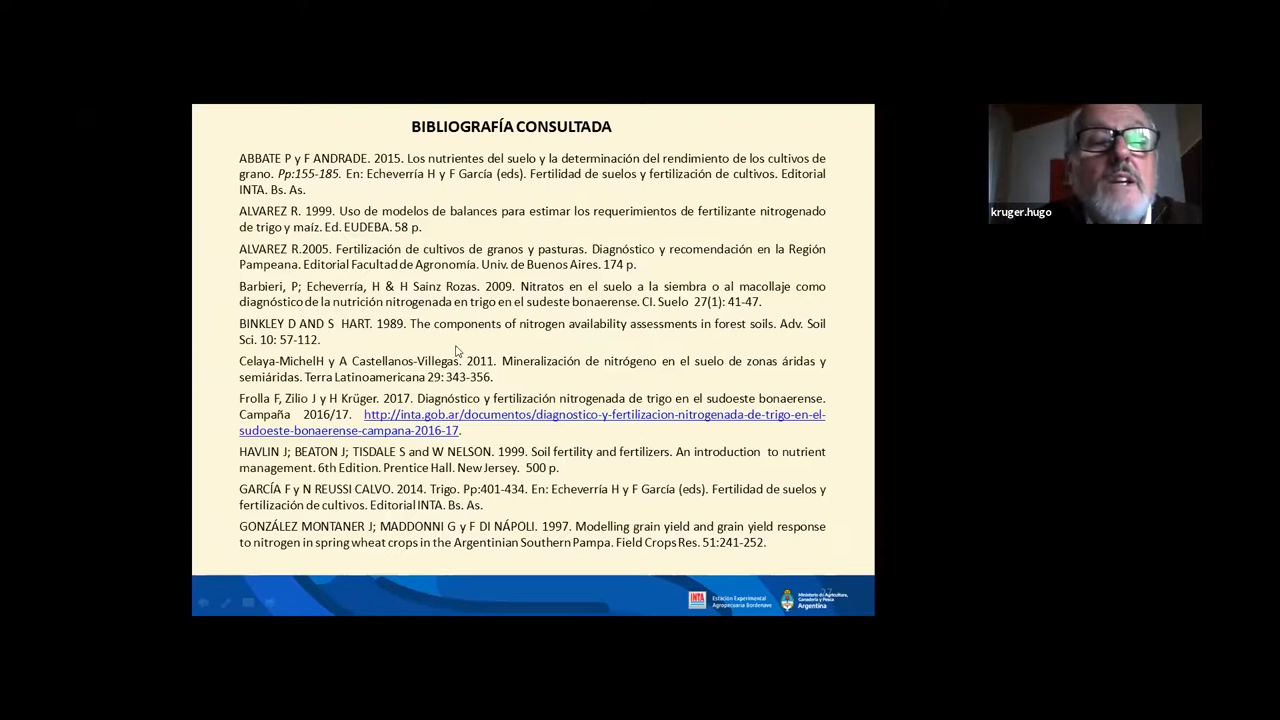 BIBLIOGRAFÍA CONSULTADA
ABBATE P y F ANDRADE. 2015. Los nutrientes del suelo y la determinación del rendimiento de los cultivos de
grano. Pp:155-185. En: Echeverría H y F García (eds). Fertilidad de suelos y fertilización de cultivos. Editorial
INTA. Bs. As.
ALVAREZ R. 1999. Uso de modelos de balances para estimar los requerimientos de fertilizante nitrogenado
de trigo y maíz. Ed. EUDEBA. 58 p.
ALVAREZ R.2005. Fertilización de cultivos de granos y pasturas. Diagnóstico y recomendación en la Región
Pampeana. Editorial Facultad de Agronomía. Univ. de Buenos Aires. 174 p.
Barbieri, P; Echeverría, H & H Sainz Rozas. 2009. Nitratos en el suelo a la siembra o al macollaje como
diagnóstico de la nutrición nitrogenada en trigo en el sudeste bonaerense. CI. Suelo 27(1): 41-47.
BINKLEY D AND S HART. 1989. The components of nitrogen availability assessments in forest soils. Adv. Soil
Sci. 10: 57-112.
Celaya-MichelH y A Castellanos-Villegas. 2011. Mineralización de nitrógeno en el suelo de zonas áridas y
semiáridas. Terra Latinoamericana 29: 343-356.
Frolla F, Zilio J y H Krüger. 2017. Diagnóstico y fertilización nitrogenada de trigo en el sudoeste bonaerense.
Campaña 2016/17. http://inta.gob.ar/documentos/diagnostico-y-fertilizacion-nitrogenada-de-trigo-en-el-
sudoeste-bonaerense-campana-2016-17.
HAVLIN J; BEATON J; TISDALE S and W NELSON. 1999. Soil fertility and fertilizers. An introduction to nutrient
management. 6th Edition. Prentice Hall. New Jersey. 500 p.
GARCÍA F y N REUSSI CALVO. 2014. Trigo. Pp:401-434. En: Echeverría H y F García (eds). Fertilidad de suelos y
fertilización de cultivos. Editorial INTA. Bs. As.
GONZÁLEZ MONTANER J; MADDONNI G y F DI NÁPOLI. 1997. Modelling grain yield and grain yield response
to nitrogen in spring wheat crops in the Argentinian Southern Pampa. Field Crops Res. 51:241-252.
INTA
Estación Experimental
Agropecuaria Bordenave
Ministerio de Agricultura,
Ganadería y Pesca
Argentina
kruger.hugo